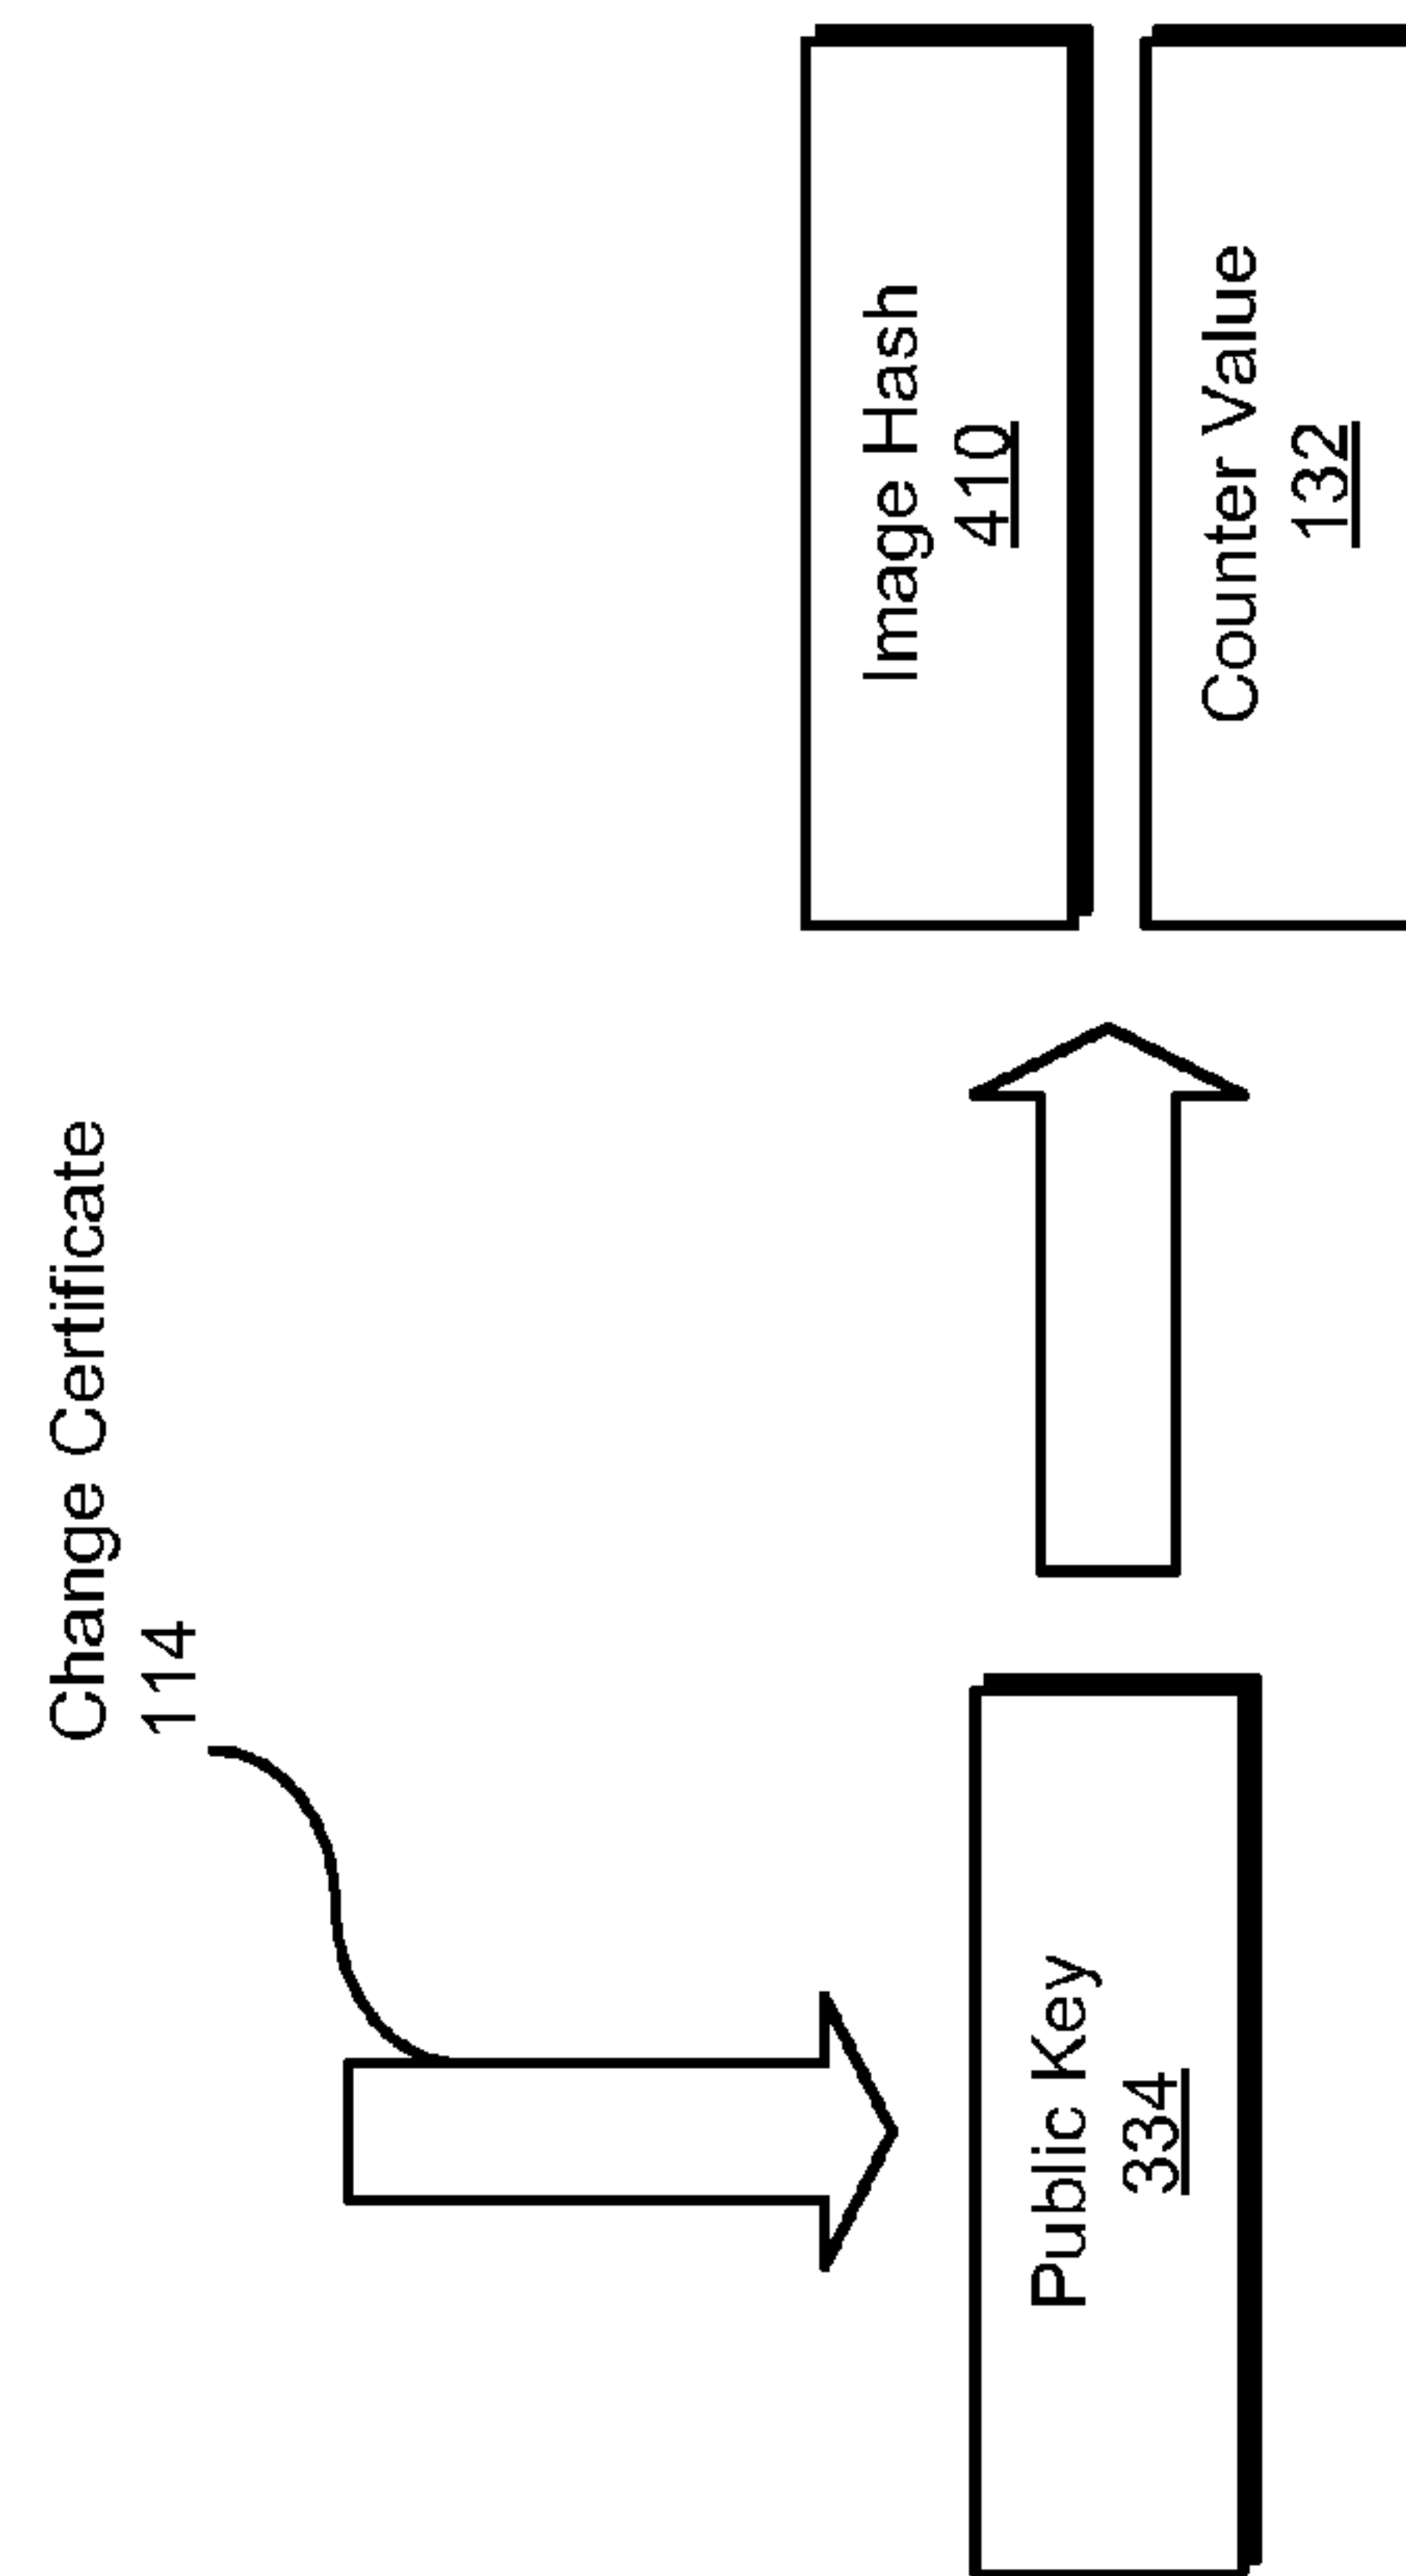 Change Certificate
114
Public Key
334
Image Hash
410
Counter Value
132